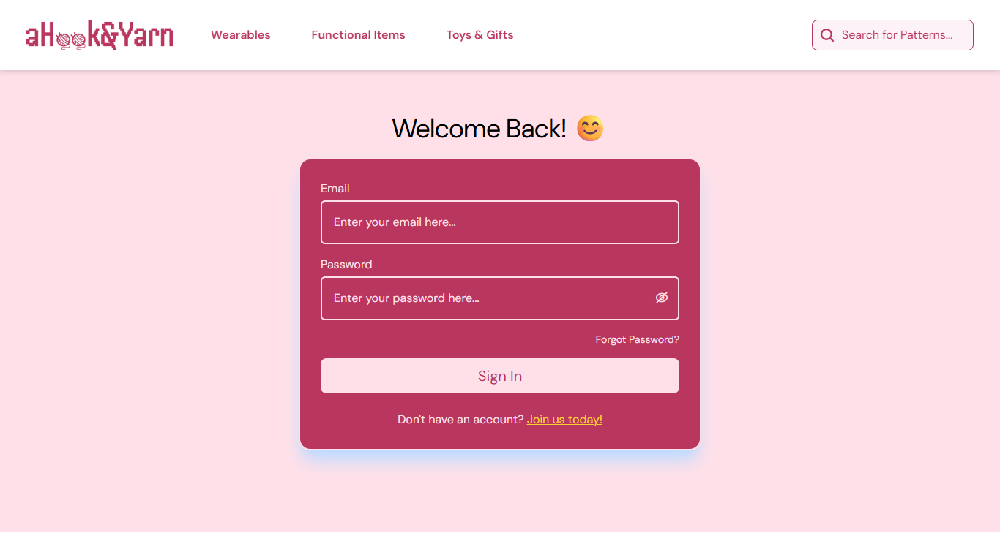 aHook&Yarn
Wearables
Functional Items
Toys & Gifts
Search for Patterns...
Welcome Back! 😊
Email
Enter your email here...
Password
Enter your password here...
Forgot Password?
Sign In
Don't have an account? Join us today!